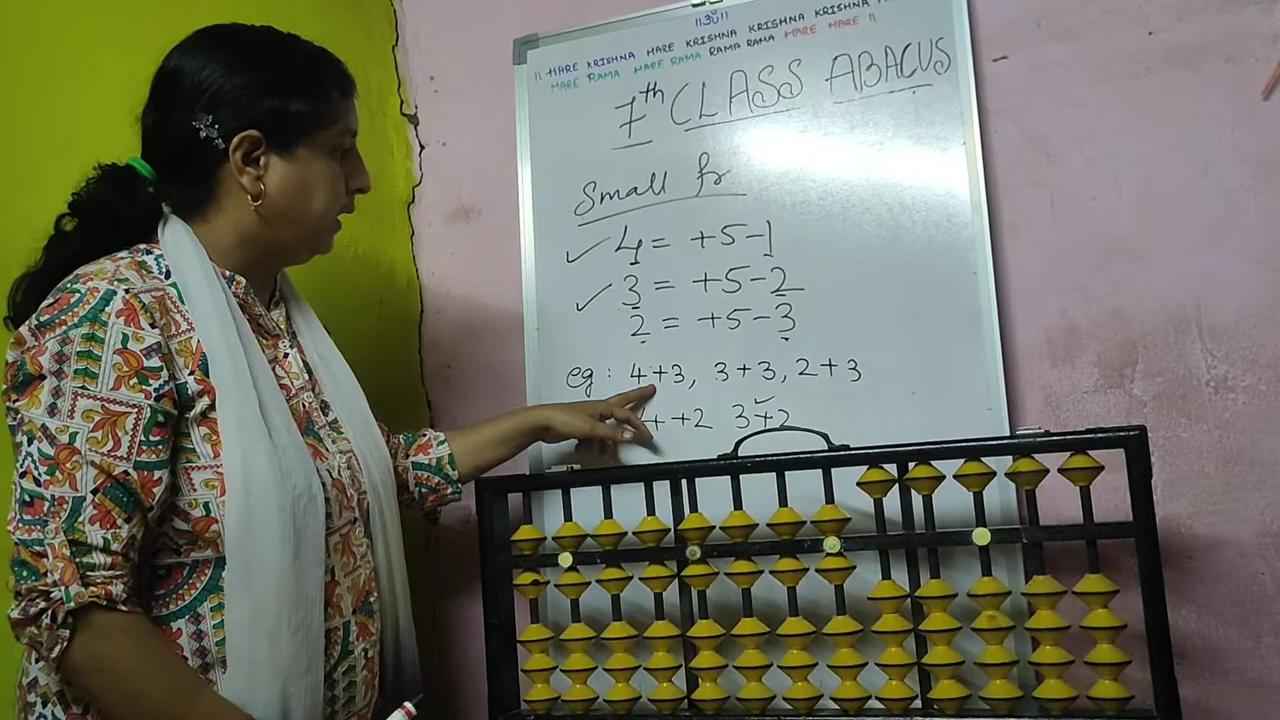 ॥ॐ॥
॥ HARE KRISHNA HARE KRISHNA KRISHNA KRISHNA
HARE RAMA HARE RAMA RAMA RAMA HARE HARE ॥
7th CLASS ABACUS
Small fr
✓ 4 = +5-1
✓ 3 = +5-2
2 = +5-3
eg: 4+3, 3+3, 2+3
+2 3+2